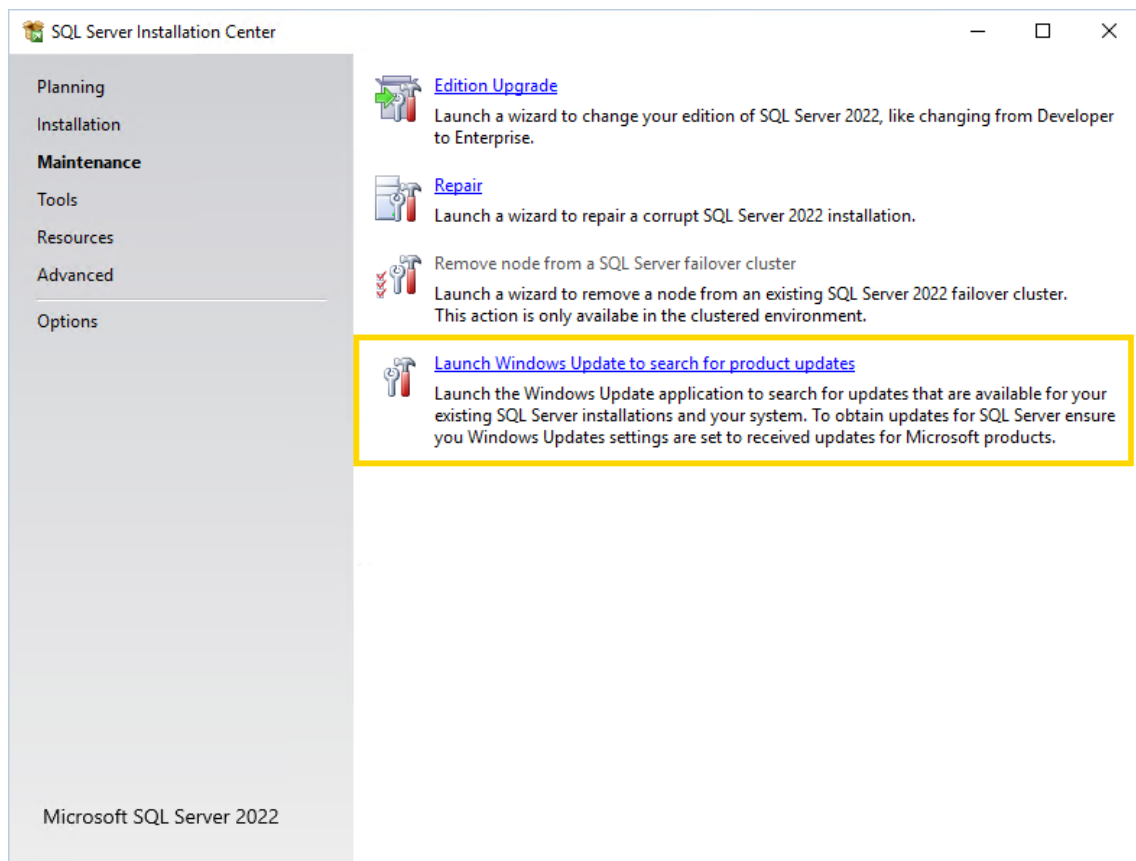 SQL Server Installation Center
Planning
Installation
Maintenance
Tools
Resources
Advanced
Options
Microsoft SQL Server 2022
Edition Upgrade
Launch a wizard to change your edition of SQL Server 2022, like changing from Developer
to Enterprise.
Repair
Launch a wizard to repair a corrupt SQL Server 2022 installation.
Remove node from a SQL Server failover cluster
Launch a wizard to remove a node from an existing SQL Server 2022 failover cluster.
This action is only availabe in the clustered environment.
Launch Windows Update to search for product updates
Launch the Windows Update application to search for updates that are available for your
existing SQL Server installations and your system. To obtain updates for SQL Server ensure
you Windows Updates settings are set to received updates for Microsoft products.